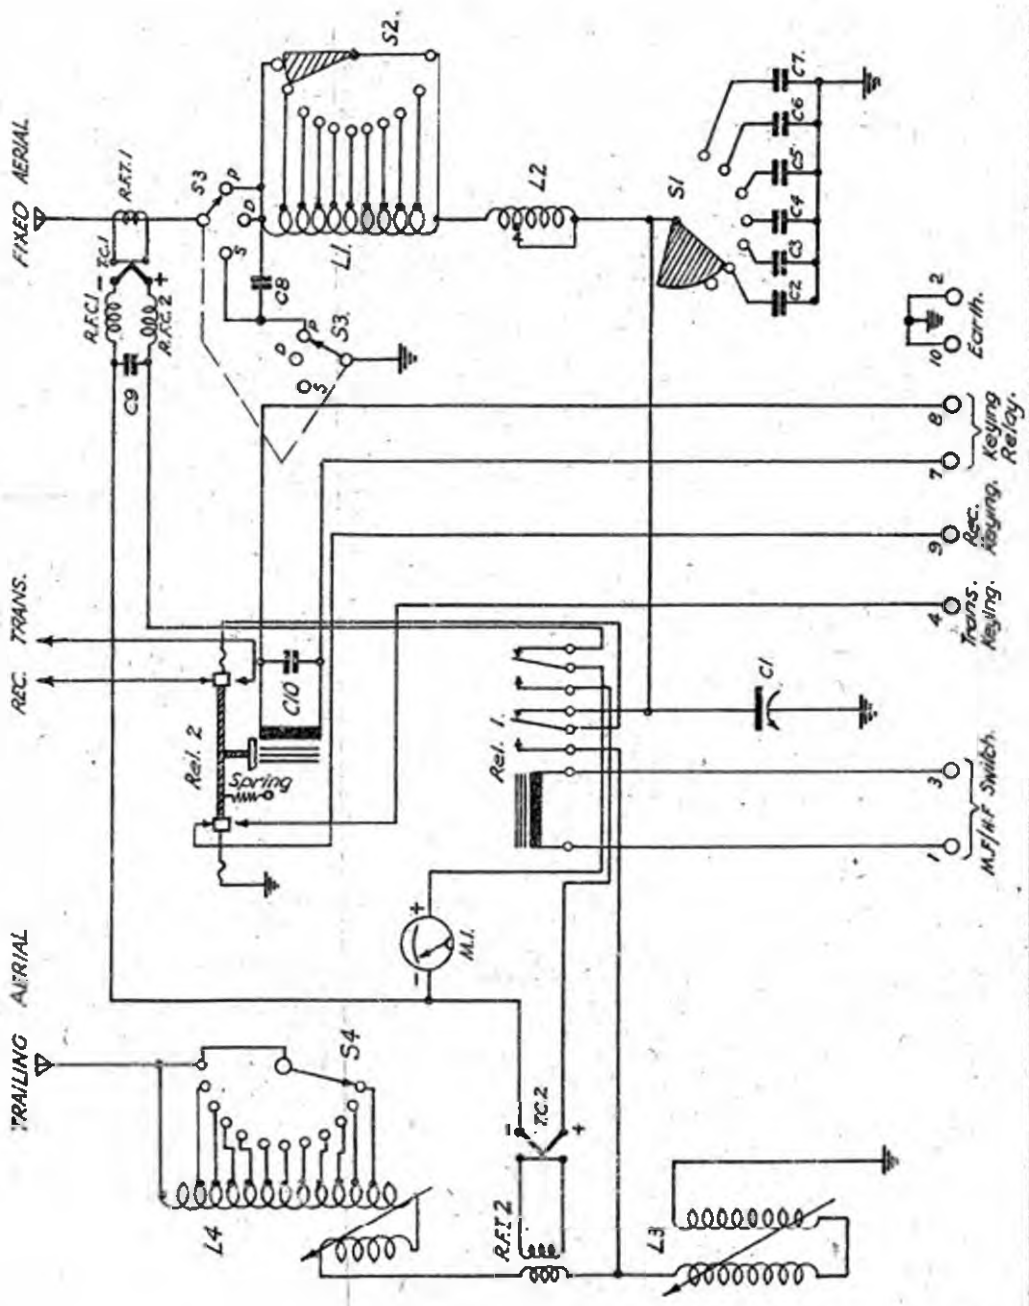 TRAILING AERIAL
REC. TRANS.
FIXED AERIAL
R.F.C.1
T.C.1
R.F.T.1
R.F.C.2
- +
C9
S3
P
D
S
C8
S3
P
D
S
S2
L1.
L2
S1
C7.
C6
C5
C4
C3
C2
Rel. 2
Spring
C10
Rel. 1.
M.1.
- +
C1
S4
L4
T.C.2
- +
R.F.T.2
L3
1 3
M.F/H.F Switch.
4
Trans.
Keying.
9
Rec.
Keying.
7 8
Keying
Relay.
10 2
Earth.